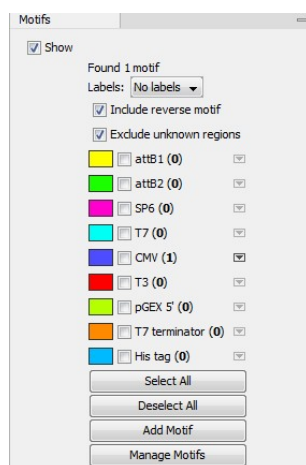 Motifs
Show
Found 1 motif
Labels: No labels
Include reverse motif
Exclude unknown regions
attB1 (0)
attB2 (0)
SP6 (0)
T7 (0)
CMV (1)
T3 (0)
pGEX 5' (0)
T7 terminator (0)
His tag (0)
Select All
Deselect All
Add Motif
Manage Motifs